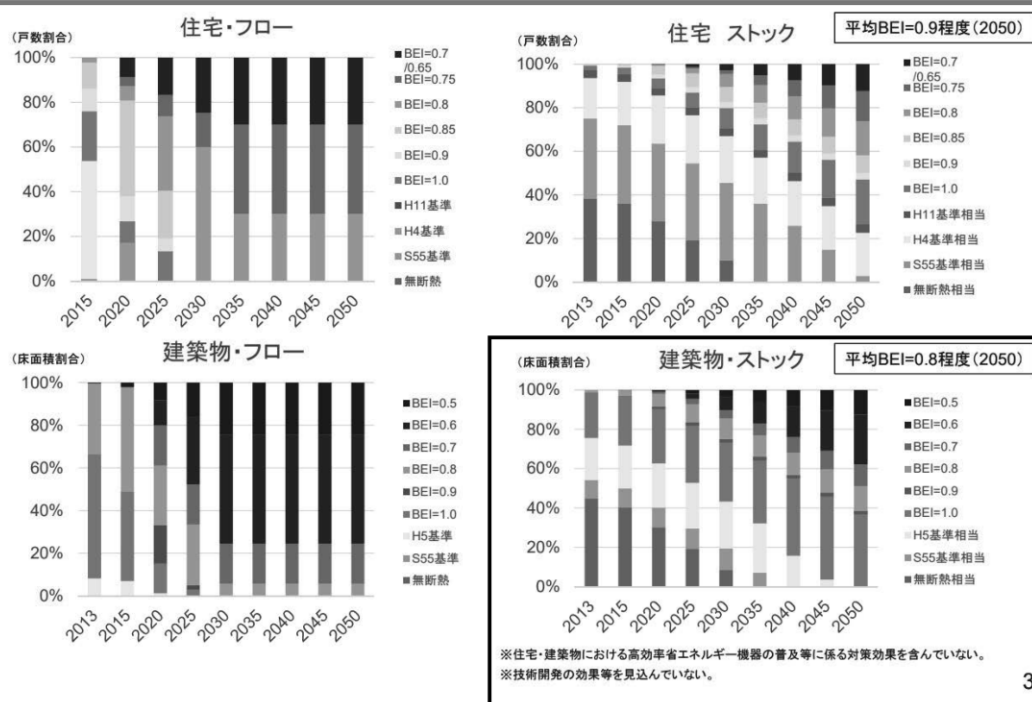 住宅・フロー
(戸数割合)
100%
80%
60%
40%
20%
0%
2015
2020
2025
2030
2035
2040
2045
2050
■BEI=0.7
/0.65
■BEI=0.75
■BEI=0.8
■BEI=0.85
■BEI=0.9
■BEI=1.0
■H11基準
■H4基準
■S55基準
■無断熱
住宅 ストック
平均BEI=0.9程度(2050)
(戸数割合)
100%
80%
60%
40%
20%
0%
2013
2015
2020
2025
2030
2035
2040
2045
2050
■BEI=0.7
/0.65
■BEI=0.75
■BEI=0.8
■BEI=0.85
■BEI=0.9
■BEI=1.0
■H11基準相当
■H4基準相当
■S55基準相当
■無断熱相当
建築物・フロー
(床面積割合)
100%
80%
60%
40%
20%
0%
2013
2015
2020
2025
2030
2035
2040
2045
2050
■BEI=0.5
■BEI=0.6
■BEI=0.7
■BEI=0.8
■BEI=0.9
■BEI=1.0
■H5基準
■S55基準
■無断熱
建築物・ストック
平均BEI=0.8程度(2050)
(床面積割合)
100%
80%
60%
40%
20%
0%
2013
2015
2020
2025
2030
2035
2040
2045
2050
■BEI=0.5
■BEI=0.6
■BEI=0.7
■BEI=0.8
■BEI=0.9
■BEI=1.0
■H5基準相当
■S55基準相当
■無断熱相当
※住宅・建築物における高効率省エネルギー機器の普及等に係る対策効果を含んでいない。
※技術開発の効果等を見込んでいない。
3